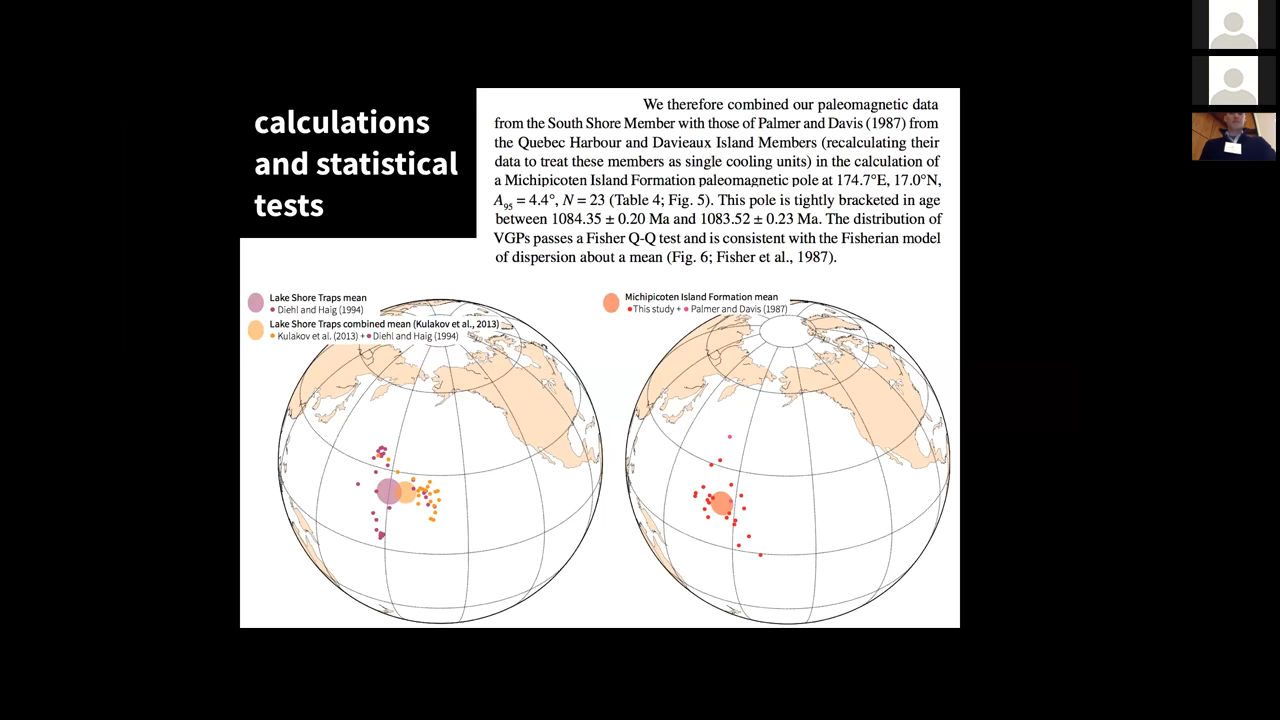 calculations
and statistical
tests
We therefore combined our paleomagnetic data
from the South Shore Member with those of Palmer and Davis (1987) from
the Quebec Harbour and Davieaux Island Members (recalculating their
data to treat these members as single cooling units) in the calculation of
a Michipicoten Island Formation paleomagnetic pole at 174.7°E, 17.0°N,
A95 = 4.4°, N = 23 (Table 4; Fig. 5). This pole is tightly bracketed in age
between 1084.35 ± 0.20 Ma and 1083.52 ± 0.23 Ma. The distribution of
VGPs passes a Fisher Q-Q test and is consistent with the Fisherian model
of dispersion about a mean (Fig. 6; Fisher et al., 1987).
Lake Shore Traps mean
Diehl and Haig (1994)
Lake Shore Traps combined mean (Kulakov et al., 2013)
Kulakov et al. (2013) + Diehl and Haig (1994)
Michipicoten Island Formation mean
This study + Palmer and Davis (1987)